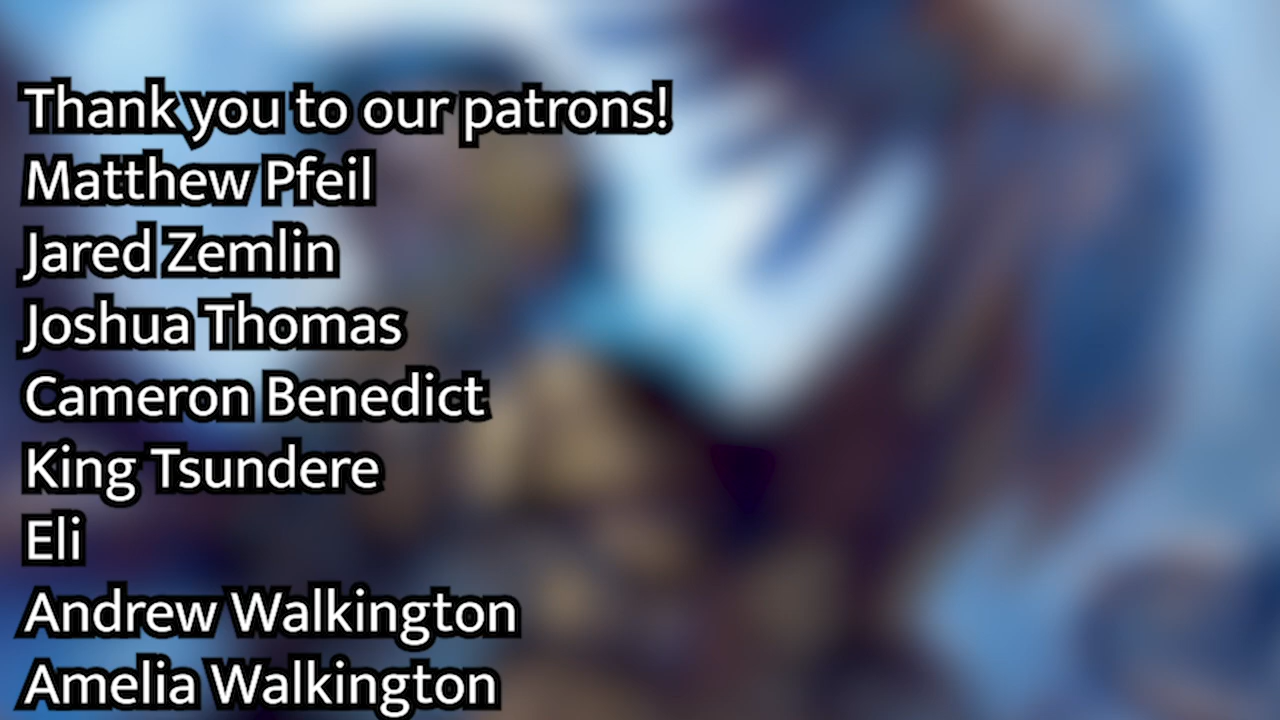 Thank you to our patrons!
Matthew Pfeil
Jared Zemlin
Joshua Thomas
Cameron Benedict
King Tsundere
Eli
Andrew Walkington
Amelia Walkington